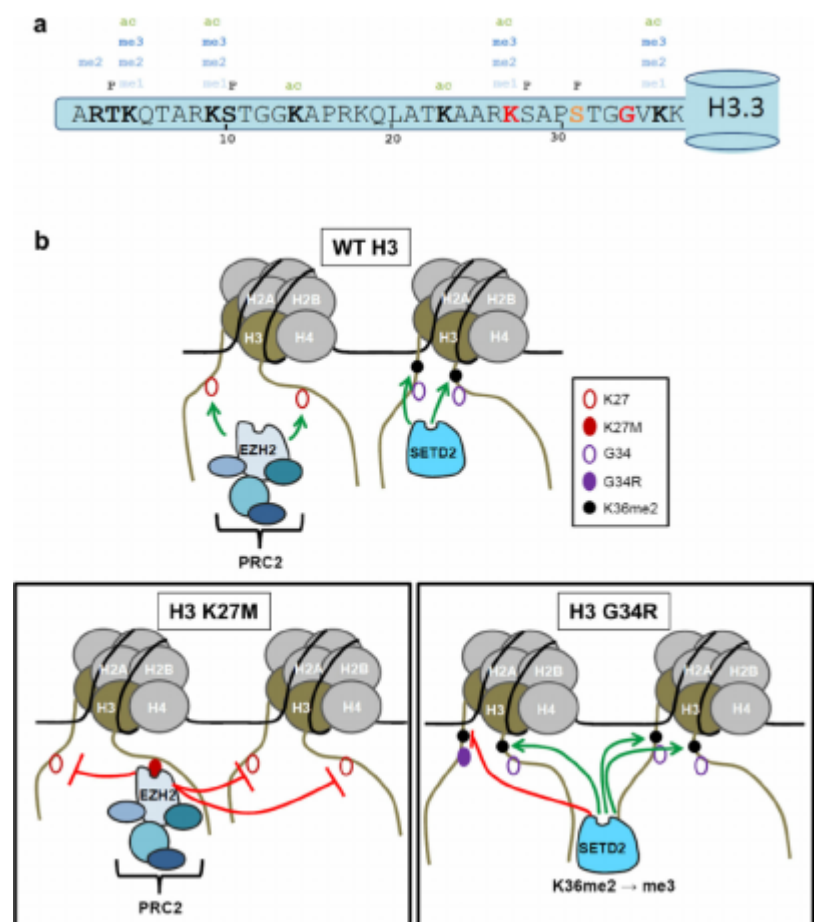 a
ac ac ac ac
me3 me3 me3 me3
me2 me2 me2 me2 me2
P me1 me1 P ac ac me1 P P me1
ARTKQTARKSTGGKAPRKQLATKAARKSAPSTGGVKK H3.3
10 20 30
b
WT H3
H2A H2B H2A H2B
H3 H4 H3 H4
K27
K27M
G34
G34R
K36me2
EZH2 SETD2
PRC2
H3 K27M
H2A H2B H2A H2B
H3 H4 H3 H4
EZH2
PRC2
H3 G34R
H2A H2B H2A H2B
H3 H4 H3 H4
SETD2
K36me2 → me3